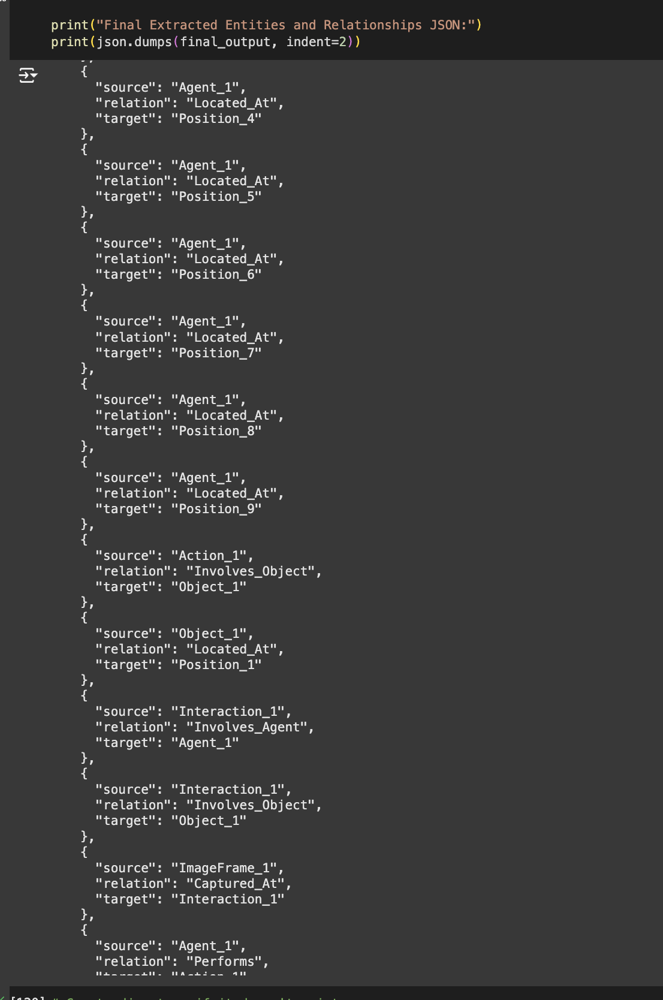 print("Final Extracted Entities and Relationships JSON:")
print(json.dumps(final_output, indent=2))
{
"source": "Agent_1",
"relation": "Located_At",
"target": "Position_4"
},
{
"source": "Agent_1",
"relation": "Located_At",
"target": "Position_5"
},
{
"source": "Agent_1",
"relation": "Located_At",
"target": "Position_6"
},
{
"source": "Agent_1",
"relation": "Located_At",
"target": "Position_7"
},
{
"source": "Agent_1",
"relation": "Located_At",
"target": "Position_8"
},
{
"source": "Agent_1",
"relation": "Located_At",
"target": "Position_9"
},
{
"source": "Action_1",
"relation": "Involves_Object",
"target": "Object_1"
},
{
"source": "Object_1",
"relation": "Located_At",
"target": "Position_1"
},
{
"source": "Interaction_1",
"relation": "Involves_Agent",
"target": "Agent_1"
},
{
"source": "Interaction_1",
"relation": "Involves_Object",
"target": "Object_1"
},
{
"source": "ImageFrame_1",
"relation": "Captured_At",
"target": "Interaction_1"
},
{
"source": "Agent_1",
"relation": "Performs",
"target": "Action_1"